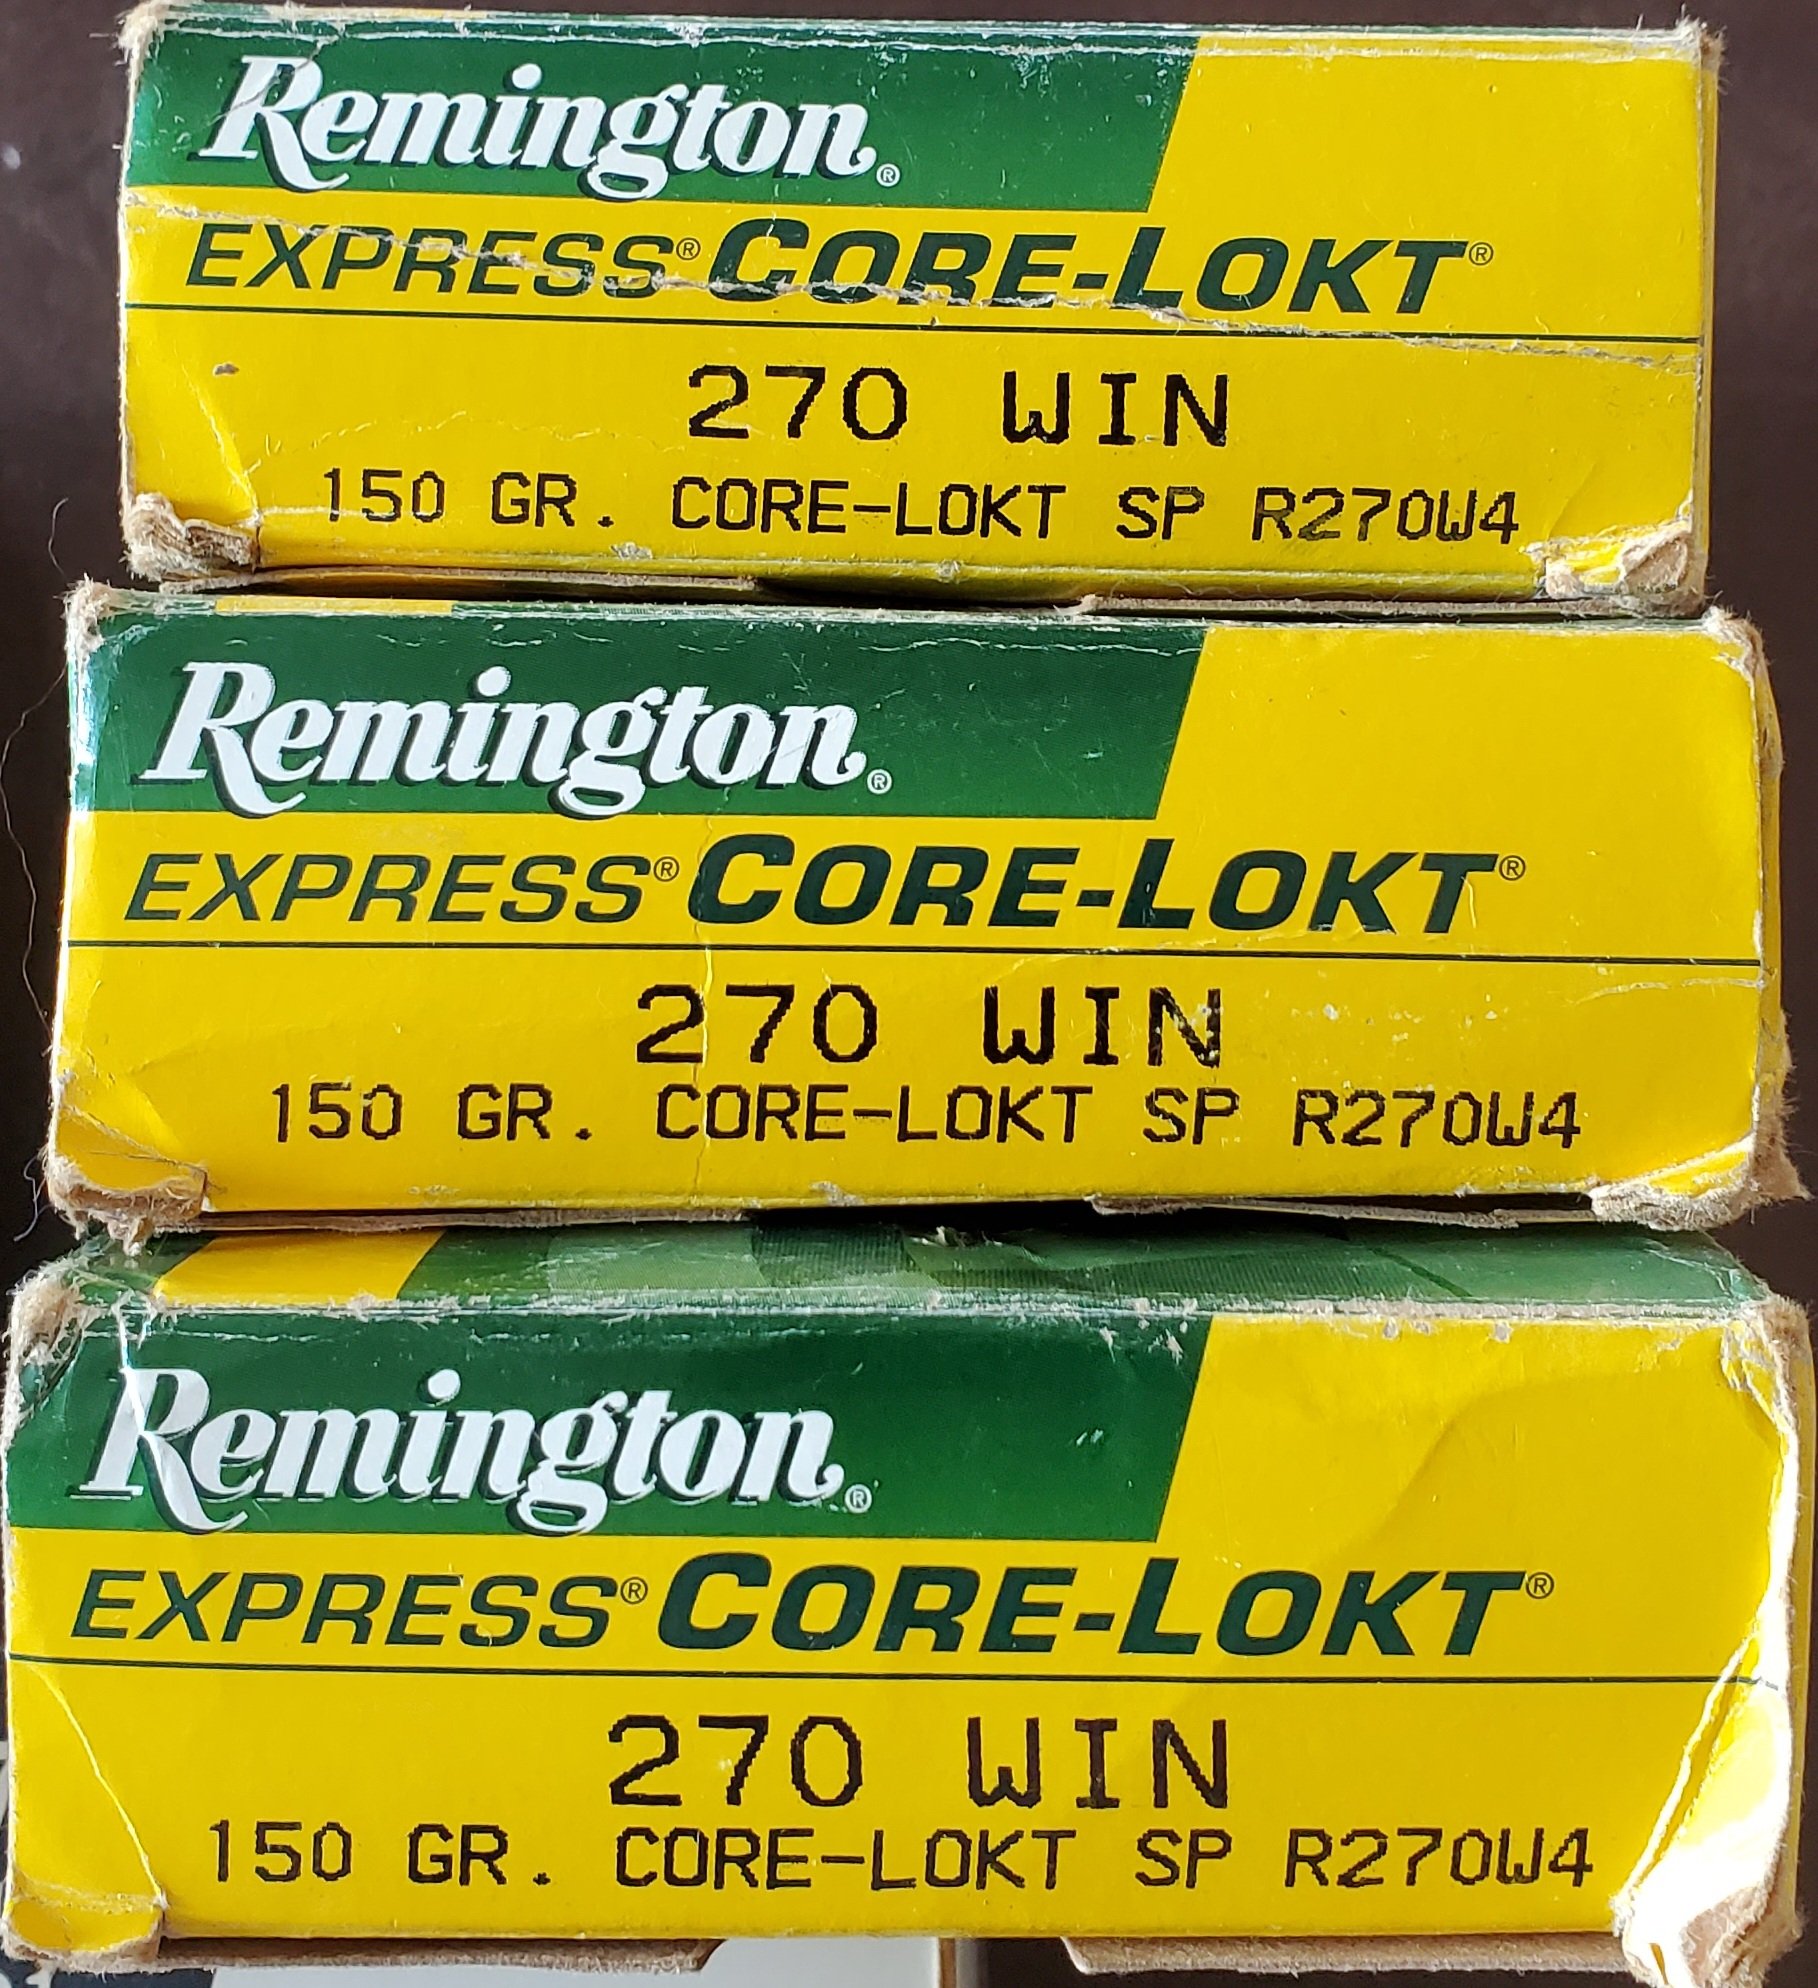 Remington®
EXPRESS® CORE-LOKT®
270 WIN
150 GR. CORE-LOKT SP R270W4
Remington®
EXPRESS® CORE-LOKT®
270 WIN
150 GR. CORE-LOKT SP R270W4
Remington®
EXPRESS® CORE-LOKT®
270 WIN
150 GR. CORE-LOKT SP R270W4